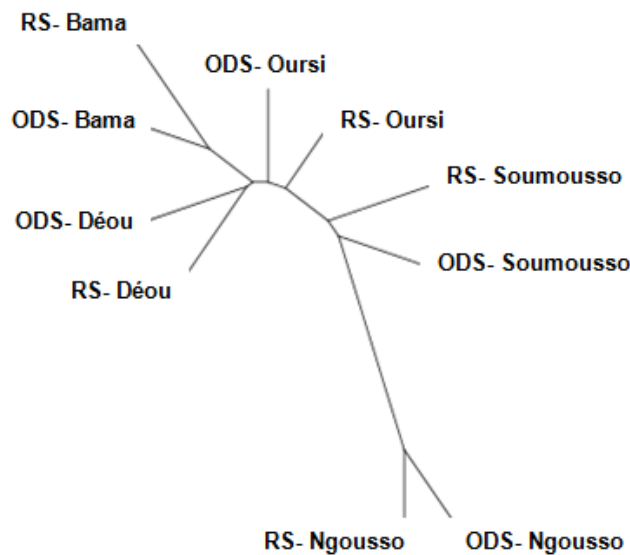 RS- Bama
ODS- Oursi
ODS- Bama
RS- Oursi
RS- Soumousso
ODS- Déou
ODS- Soumousso
RS- Déou
RS- Ngousso
ODS- Ngousso